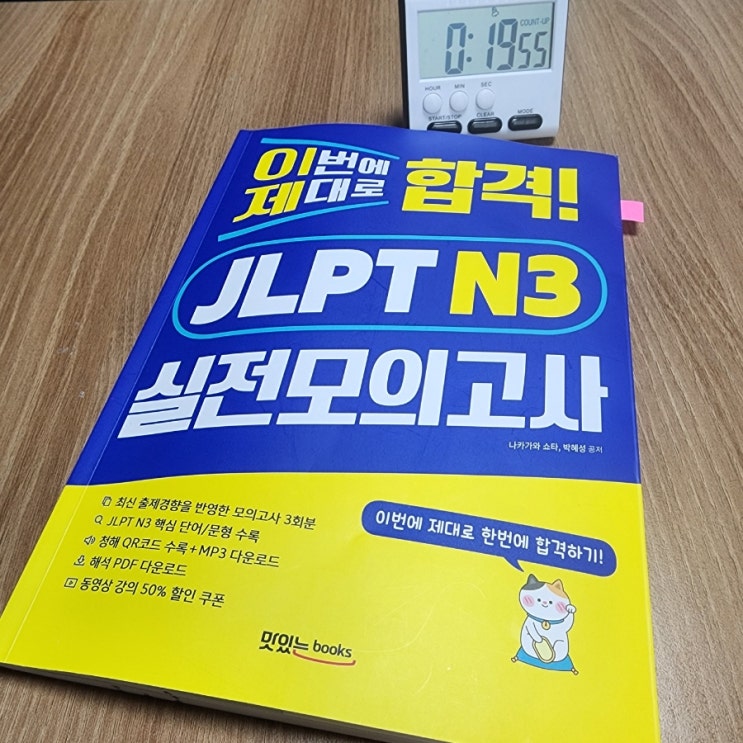 COUNT-UP
0:19 55
HOUR MIN SEC
START/STOP CLEAR MODE
이번에
제대로 합격!
JLPT N3
실전모의고사
나카가와 쇼타, 박혜성 공저
최신 출제경향을 반영한 모의고사 3회분
JLPT N3 핵심 단어/문형 수록
청해 QR코드 수록+MP3 다운로드
해석 PDF 다운로드
동영상 강의 50% 할인 쿠폰
이번에 제대로 한번에 합격하기!
맛있는 books